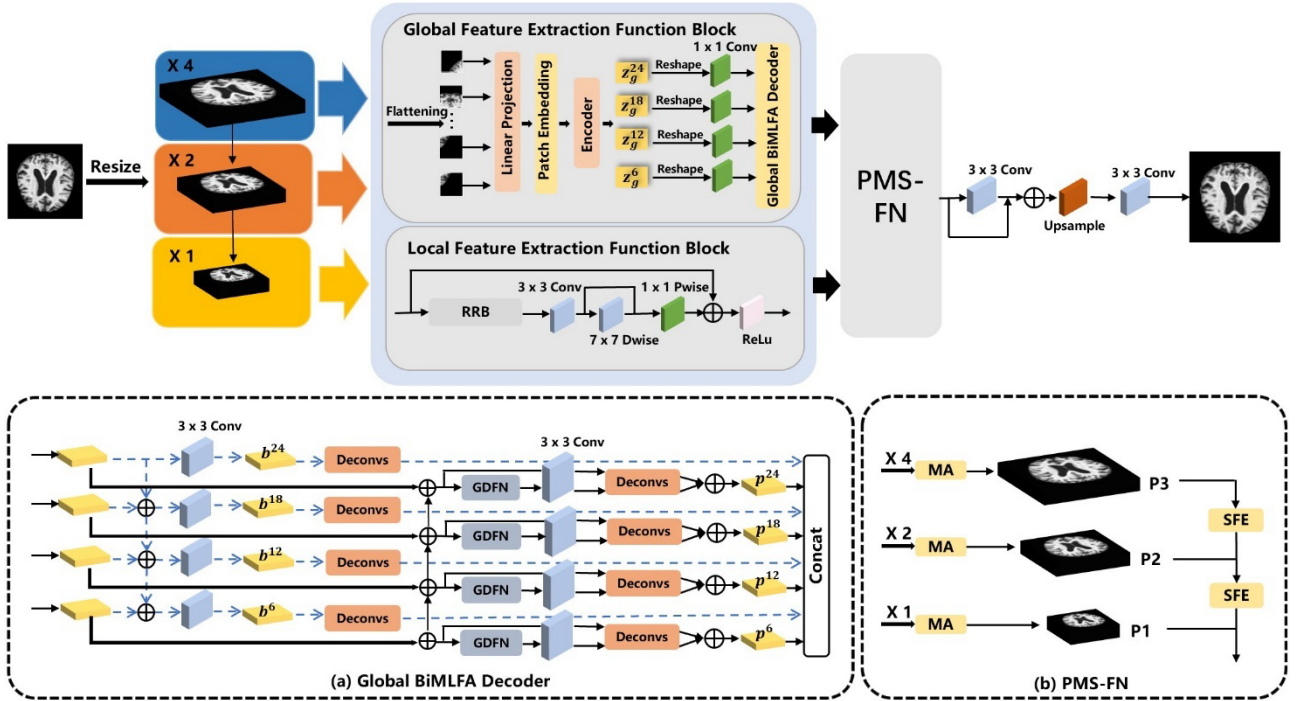 Resize
X 4
X 2
X 1
Global Feature Extraction Function Block
1 x 1 Conv
Flattening
Linear Projection
Patch Embedding
Encoder
z_g^24
Reshape
z_g^18
Reshape
z_g^12
Reshape
z_g^6
Reshape
Global BiMLFA Decoder
Local Feature Extraction Function Block
3 x 3 Conv
1 x 1 Pwise
RRB
7 x 7 Dwise
ReLu
PMS-
FN
3 x 3 Conv
3 x 3 Conv
Upsample
3 x 3 Conv
3 x 3 Conv
b^24
Deconvs
GDFN
Deconvs
p^24
b^18
Deconvs
GDFN
Deconvs
p^18
b^12
Deconvs
GDFN
Deconvs
p^12
b^6
Deconvs
GDFN
Deconvs
p^6
Concat
(a) Global BiMLFA Decoder
X 4
MA
P3
SFE
X 2
MA
P2
SFE
X 1
MA
P1
(b) PMS-FN